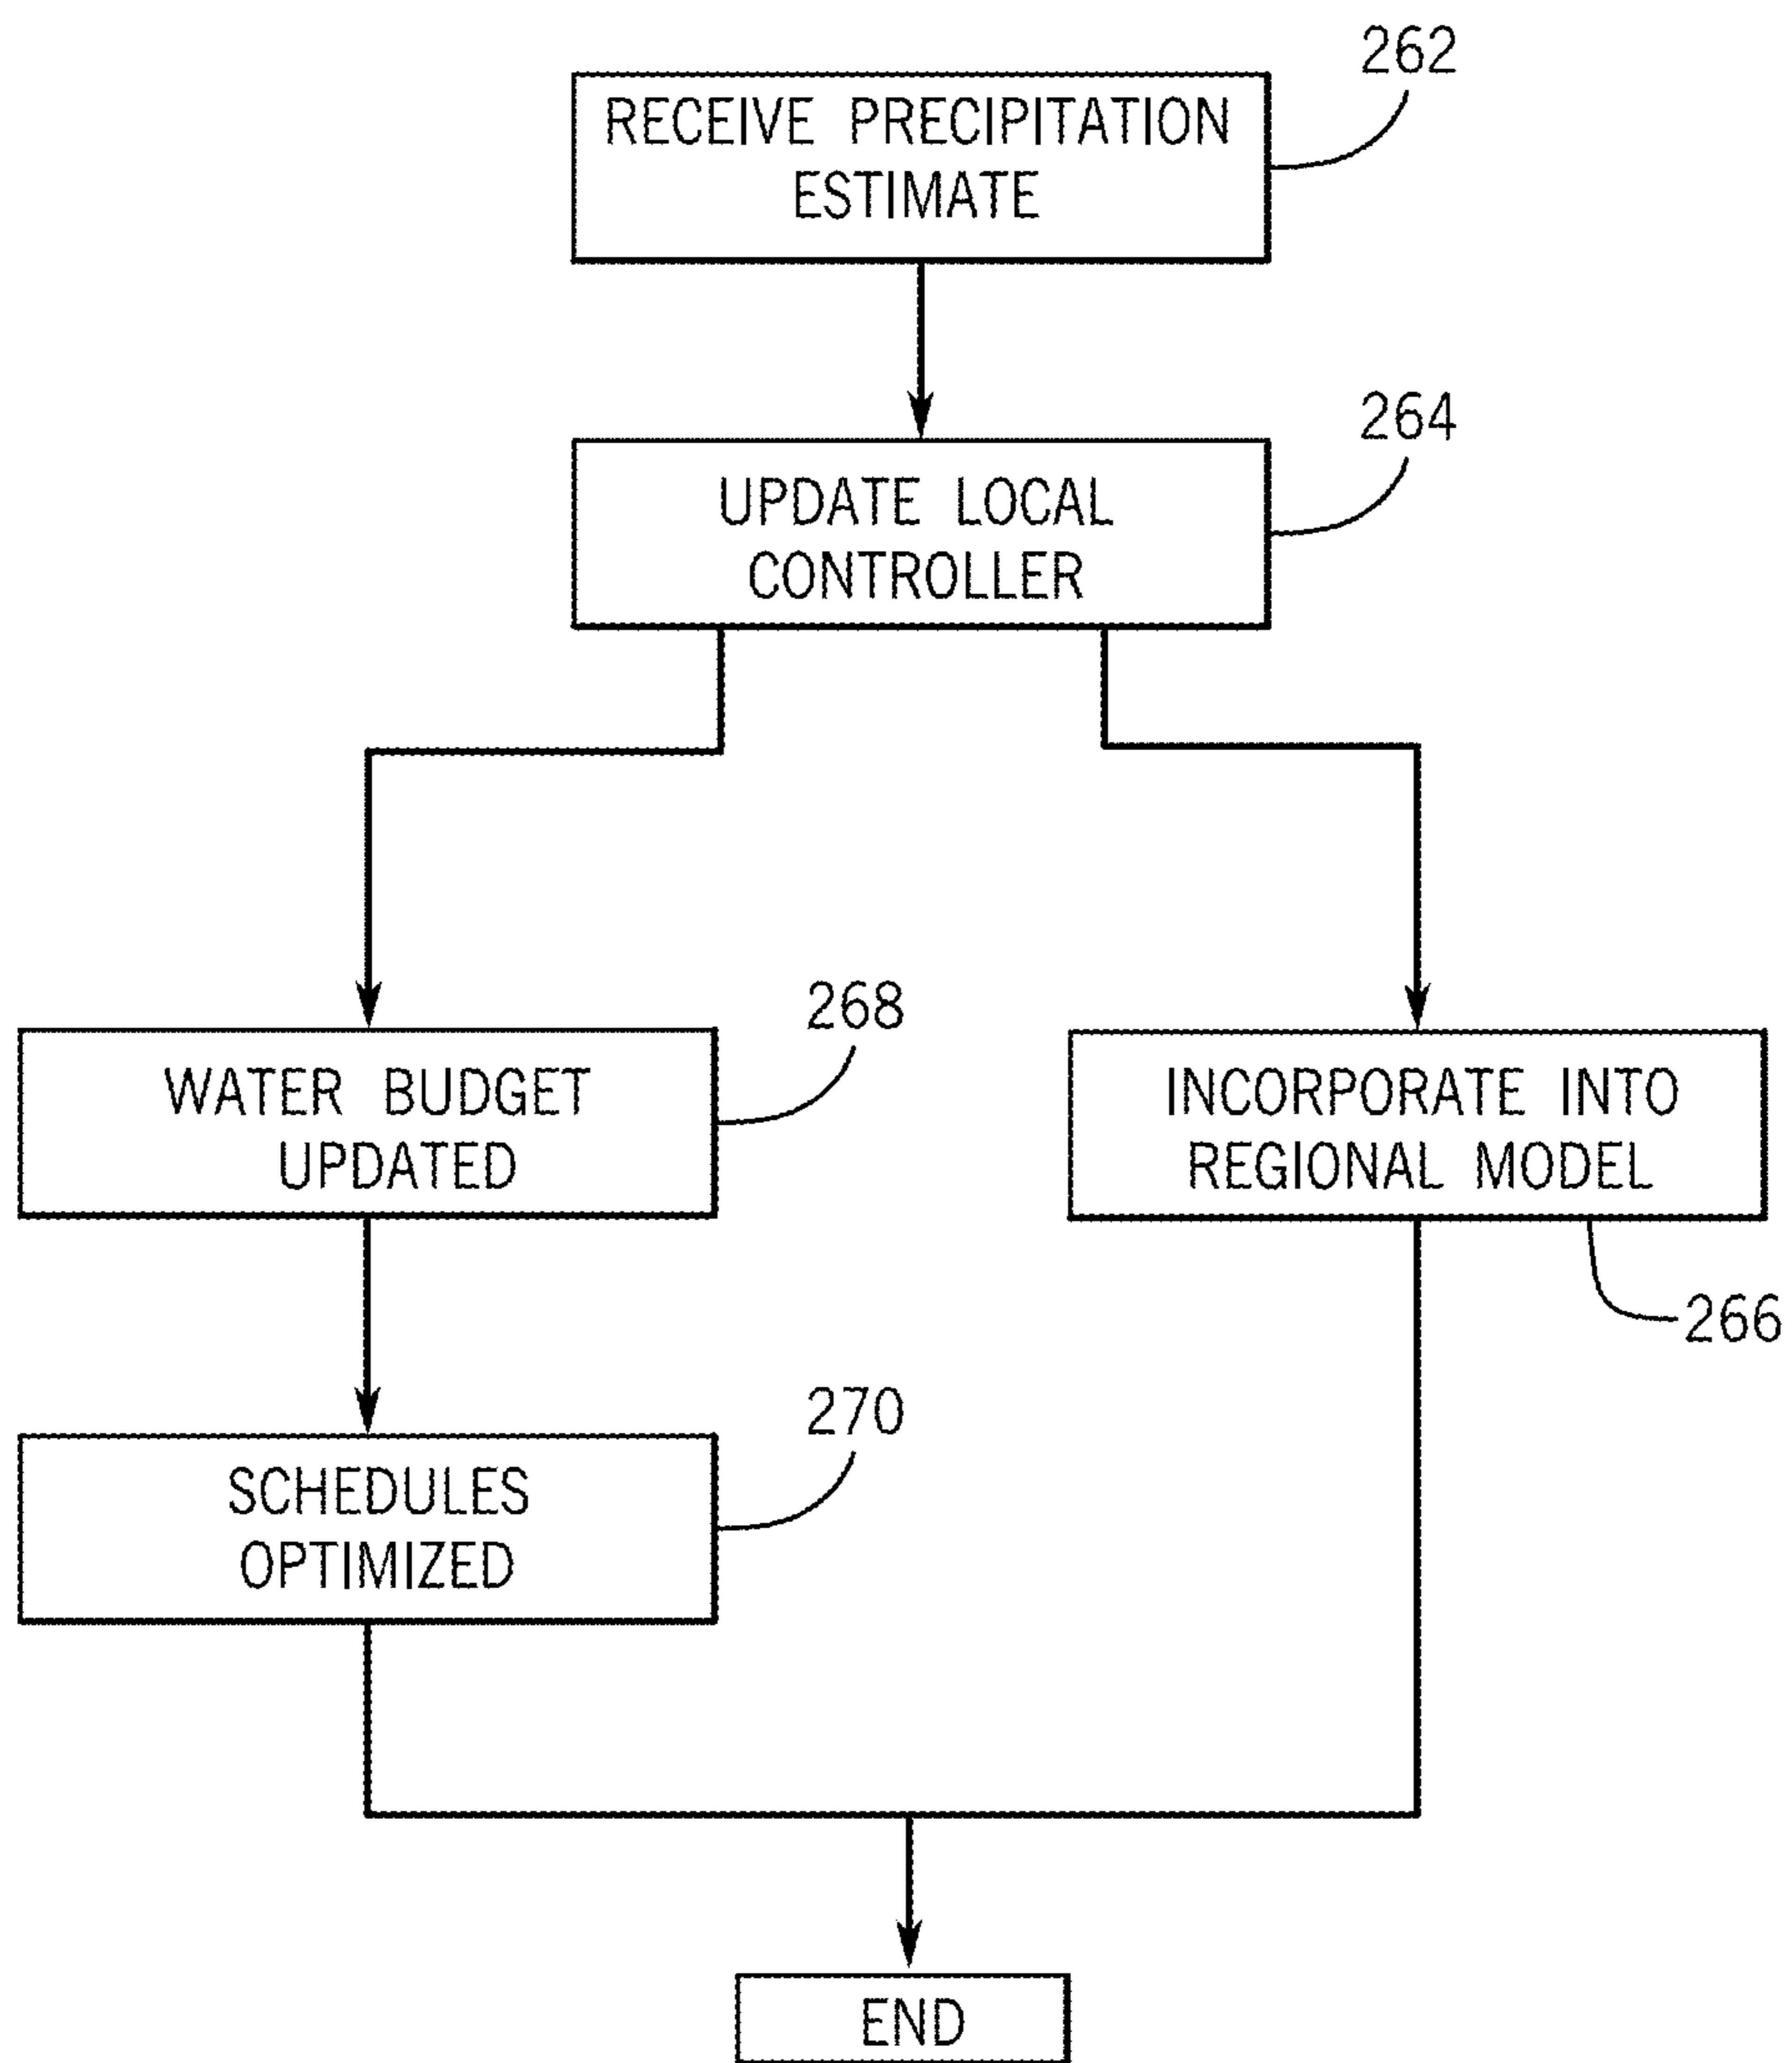 262
RECEIVE PRECIPITATION
ESTIMATE
264
UPDATE LOCAL
CONTROLLER
268
WATER BUDGET
UPDATED
INCORPORATE INTO
REGIONAL MODEL
266
270
SCHEDULES
OPTIMIZED
END